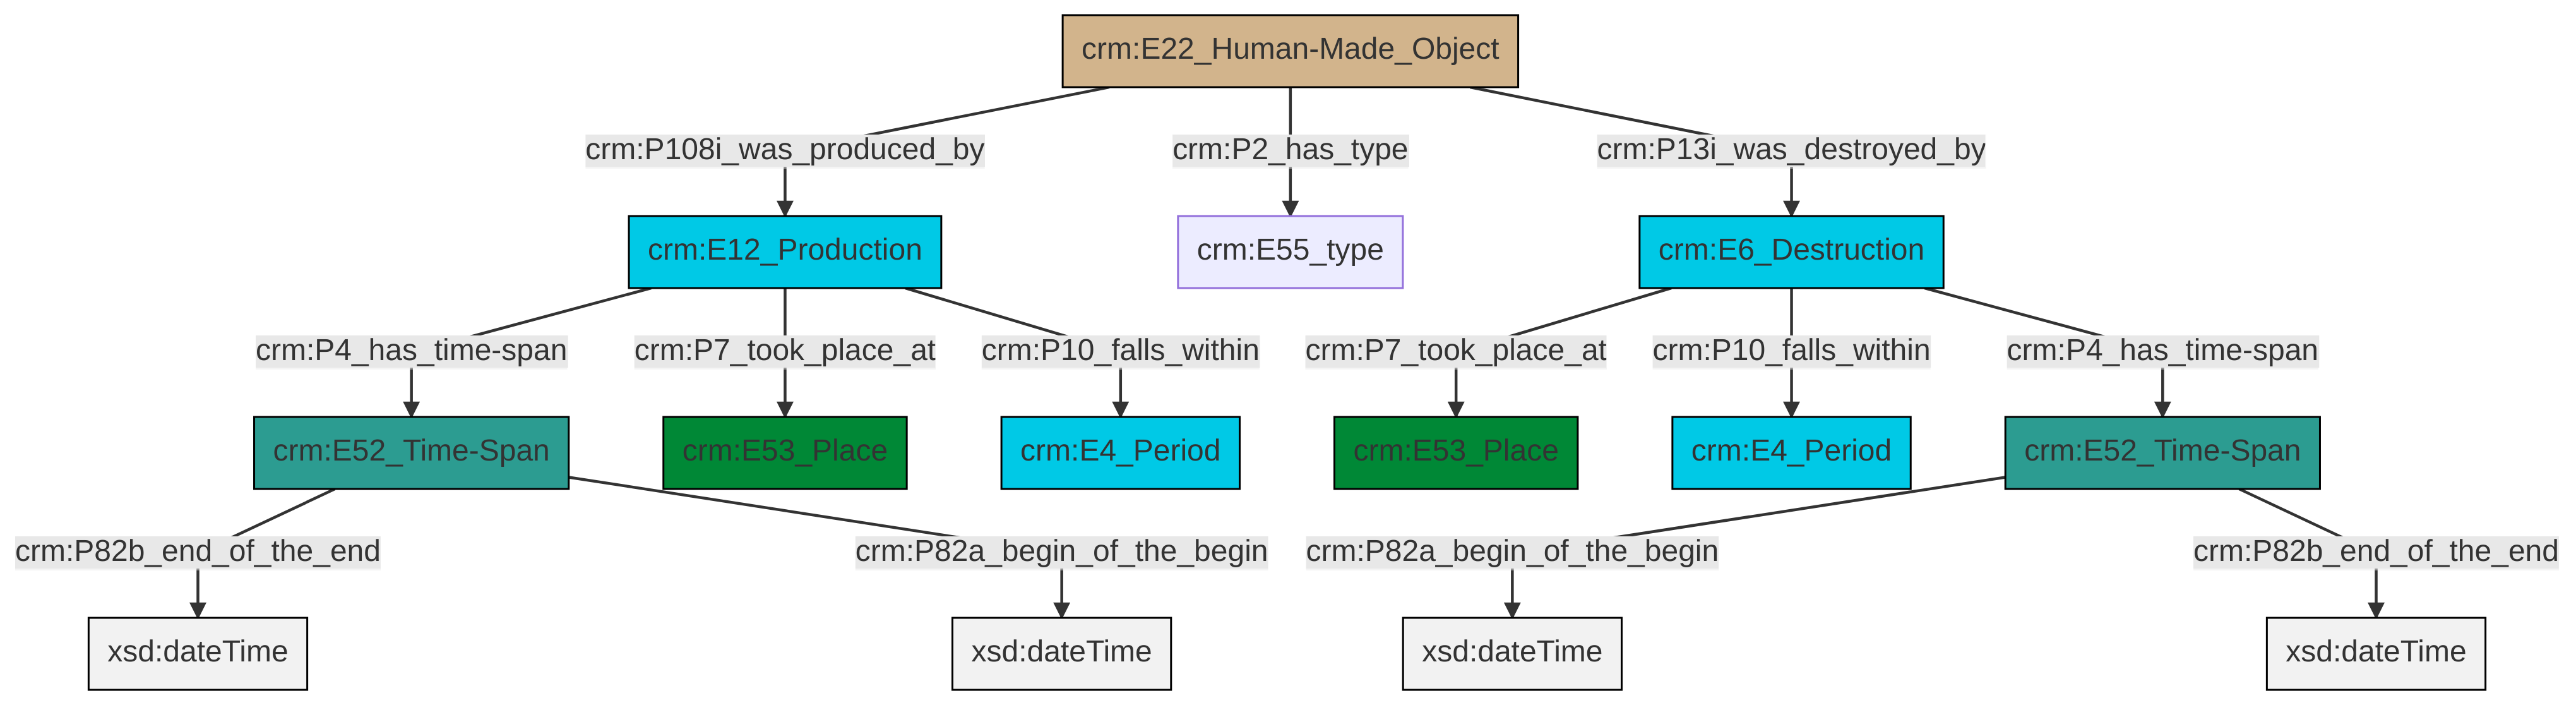 crm:E22_Human-Made_Object
crm:P108i_was_produced_by
crm:P2_has_type
crm:P13i_was_destroyed_by
crm:E12_Production
crm:E55_type
crm:E6_Destruction
crm:P4_has_time-span
crm:P7_took_place_at
crm:P10_falls_within
crm:P7_took_place_at
crm:P10_falls_within
crm:P4_has_time-span
crm:E52_Time-Span
crm:E53_Place
crm:E4_Period
crm:E53_Place
crm:E4_Period
crm:E52_Time-Span
crm:P82b_end_of_the_end
crm:P82a_begin_of_the_begin
crm:P82a_begin_of_the_begin
crm:P82b_end_of_the_end
xsd:dateTime
xsd:dateTime
xsd:dateTime
xsd:dateTime